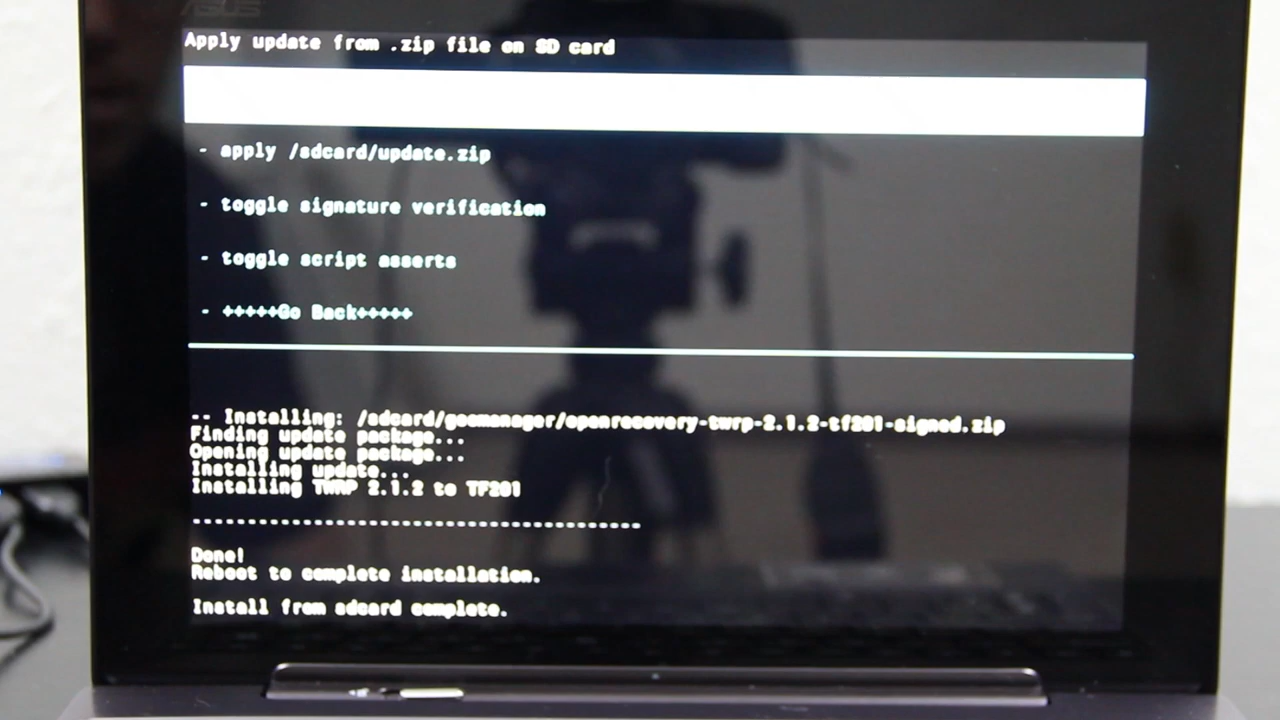 ASUS
Apply update from .zip file on SD card
- apply /sdcard/update.zip
- toggle signature verification
- toggle script asserts
- +++++Go Back+++++
-- Installing: /sdcard/goomanager/openrecovery-twrp-2.1.2-tf201-signed.zip
Finding update package...
Opening update package...
Installing update...
Installing TWRP 2.1.2 to TF201
-----------------------------------------
Done!
Reboot to complete installation.
Install from sdcard complete.